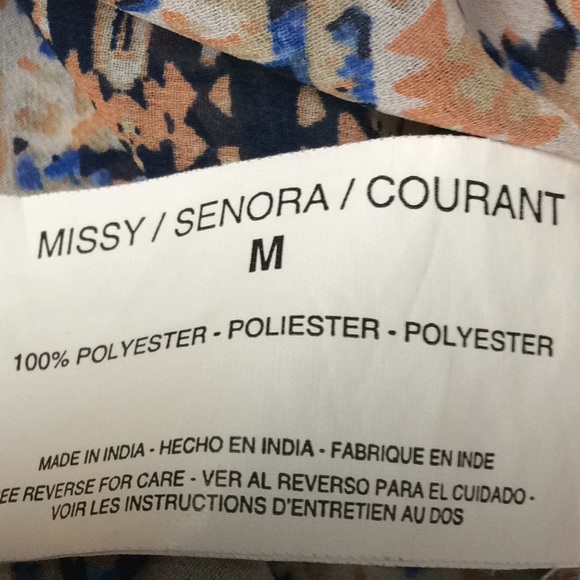 MISSY / SENORA / COURANT
M
100% POLYESTER - POLIESTER - POLYESTER
MADE IN INDIA - HECHO EN INDIA - FABRIQUE EN INDE
EE REVERSE FOR CARE - VER AL REVERSO PARA EL CUIDADO -
VOIR LES INSTRUCTIONS D'ENTRETIEN AU DOS